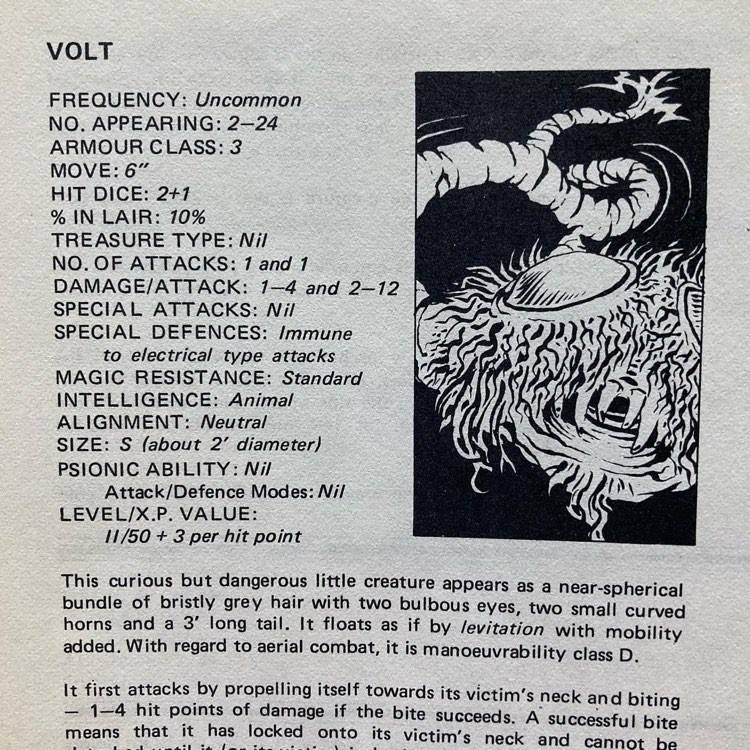 VOLT
FREQUENCY: Uncommon
NO. APPEARING: 2–24
ARMOUR CLASS: 3
MOVE: 6"
HIT DICE: 2+1
% IN LAIR: 10%
TREASURE TYPE: Nil
NO. OF ATTACKS: 1 and 1
DAMAGE/ATTACK: 1–4 and 2–12
SPECIAL ATTACKS: Nil
SPECIAL DEFENCES: Immune
to electrical type attacks
MAGIC RESISTANCE: Standard
INTELLIGENCE: Animal
ALIGNMENT: Neutral
SIZE: S (about 2' diameter)
PSIONIC ABILITY: Nil
Attack/Defence Modes: Nil
LEVEL/X.P. VALUE:
II/50 + 3 per hit point
This curious but dangerous little creature appears as a near-spherical
bundle of bristly grey hair with two bulbous eyes, two small curved
horns and a 3' long tail. It floats as if by levitation with mobility
added. With regard to aerial combat, it is manoeuvrability class D.
It first attacks by propelling itself towards its victim's neck and biting
– 1–4 hit points of damage if the bite succeeds. A successful bite
means that it has locked onto its victim's neck and cannot be